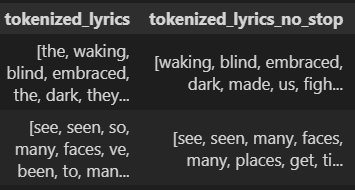 tokenized_lyrics tokenized_lyrics_no_stop
[the, waking,
blind, embraced,
the, dark, they...
[waking, blind, embraced,
dark, made, us, figh...
[see, seen, so,
many, faces, ve,
been, to, man...
[see, seen, many, faces,
many, places, get, ti...